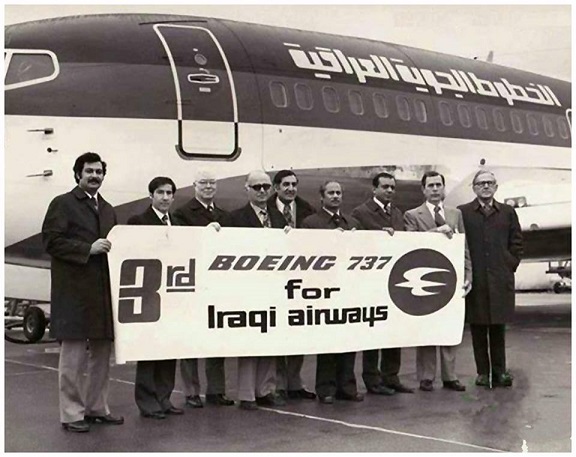 الخطوط الجوية العراقية
3rd BOEING 737
for
Iraqi airways